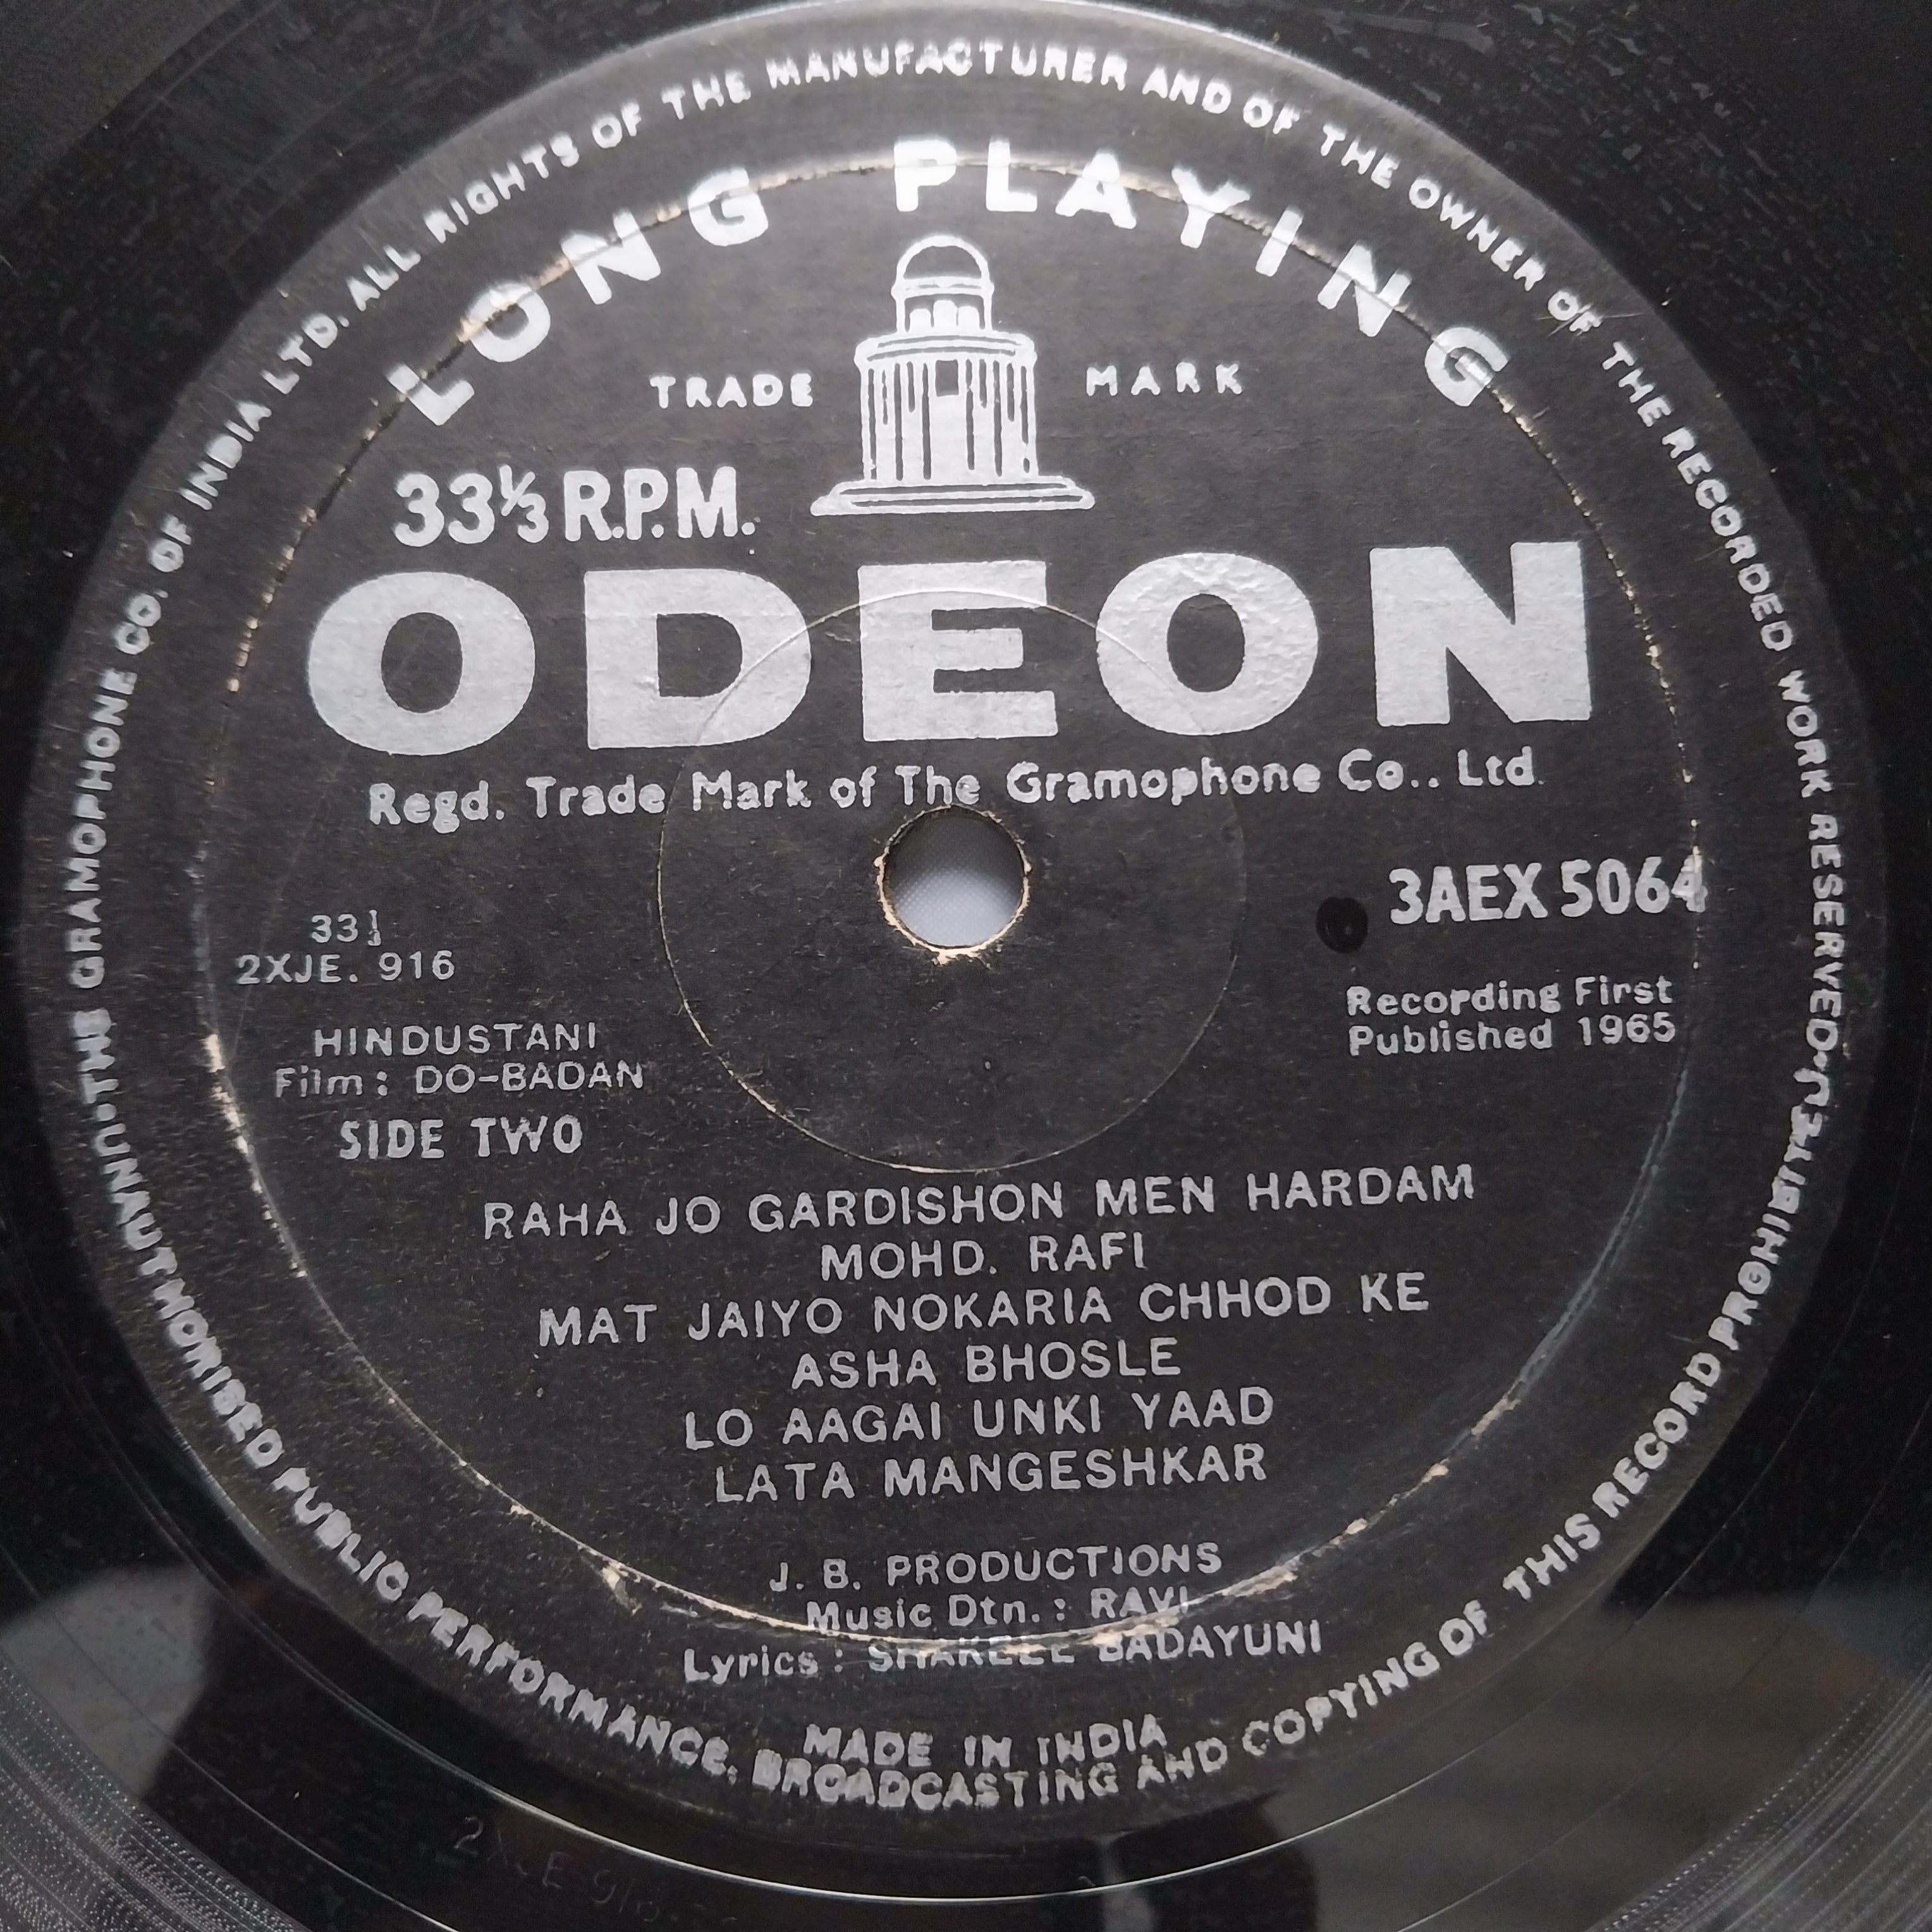 THE GRAMOPHONE CO. OF INDIA LTD. ALL RIGHTS OF THE MANUFACTURER AND OF THE OWNER OF THE RECORDED WORK RESERVED
LONG PLAYING
TRADE MARK
33⅓ R.P.M.
ODEON
Regd. Trade Mark of The Gramophone Co.. Ltd.
3AEX 5064
331
2XJE. 916
Recording First
Published 1965
HINDUSTANI
Film: DO-BADAN
SIDE TWO
RAHA JO GARDISHON MEN HARDAM
MOHD. RAFI
MAT JAIYO NOKARIA CHHOD KE
ASHA BHOSLE
LO AAGAI UNKI YAAD
LATA MANGESHKAR
J. B. PRODUCTIONS
Music Dtn.: RAVI
Lyrics: SHAKEEL BADAYUNI
MADE IN INDIA
UNAUTHORISED PUBLIC PERFORMANCE, BROADCASTING AND COPYING OF THIS RECORD PROHIBITED
2XJE 916